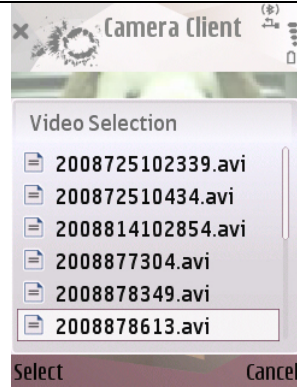 Camera Client
Video Selection
2008725102339.avi
200872510434.avi
2008814102854.avi
2008877304.avi
2008878349.avi
2008878613.avi
Select Cancel